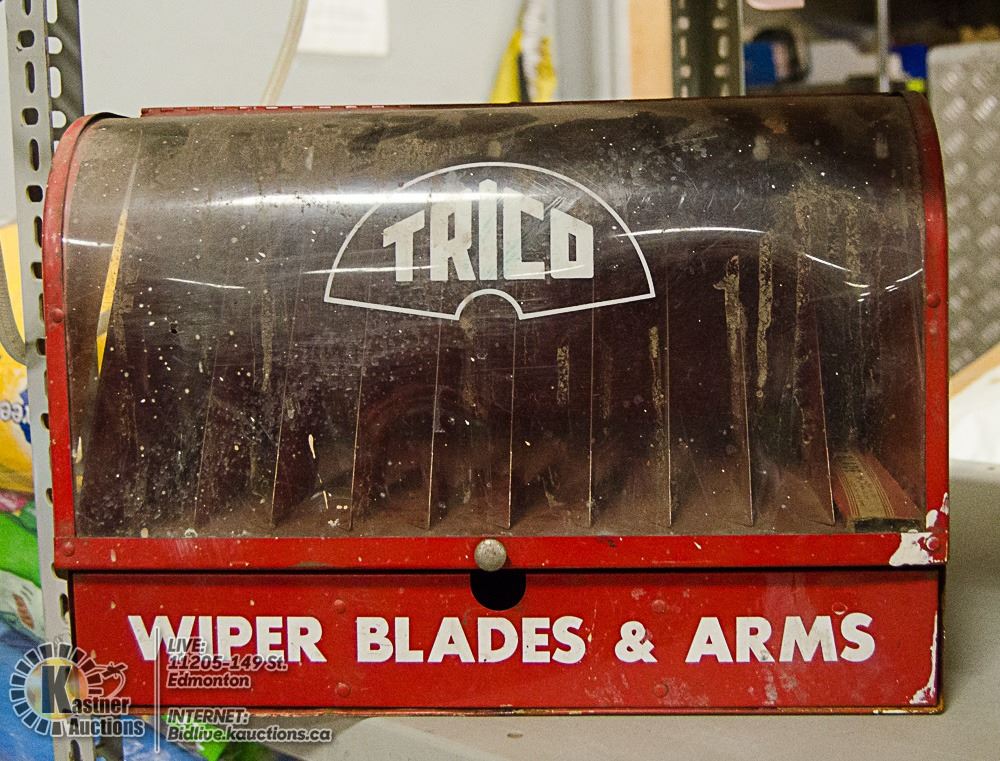 TRICO
WIPER BLADES & ARMS
LIVE:
11205-149 St.
Edmonton
Kastner
Auctions
INTERNET:
Bidlive.kauctions.ca